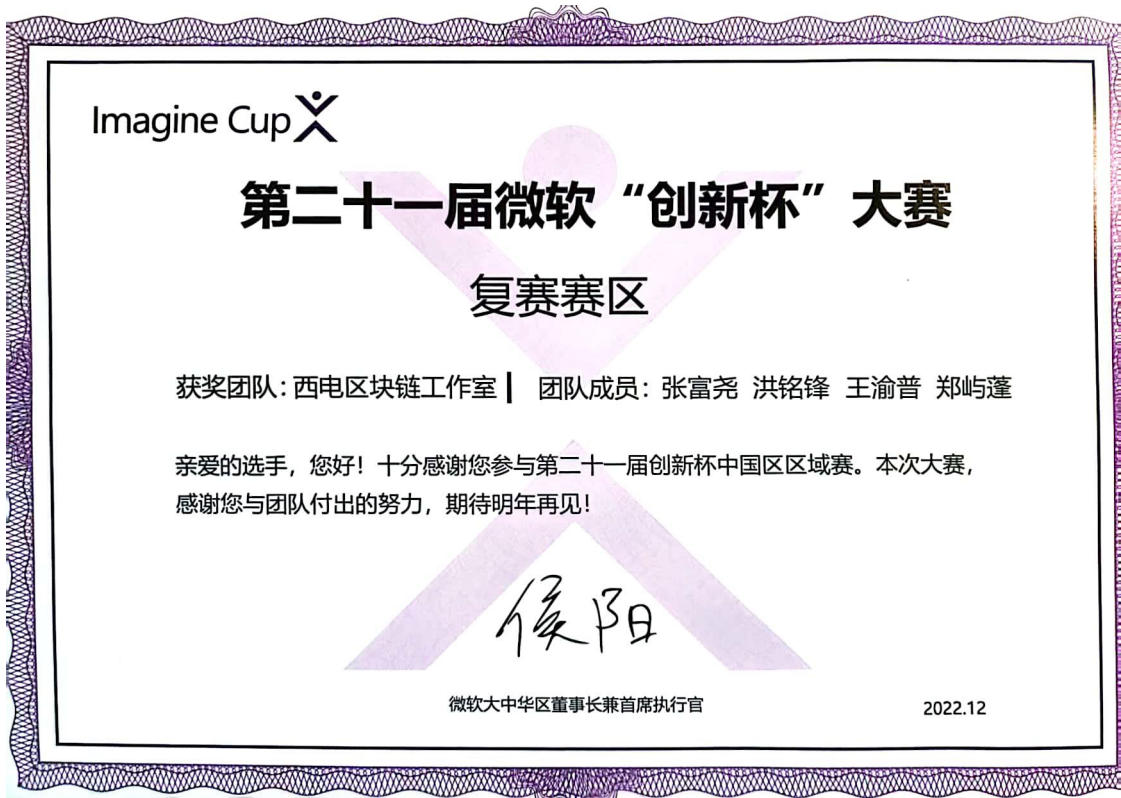 Imagine Cup
第二十一届微软“创新杯”大赛
复赛赛区
获奖团队：西电区块链工作室 | 团队成员：张富尧 洪铭锋 王渝普 郑屿蓬
亲爱的选手，您好！十分感谢您参与第二十一届创新杯中国区区域赛。本次大赛，
感谢您与团队付出的努力，期待明年再见！
侯阳
微软大中华区董事长兼首席执行官
2022.12